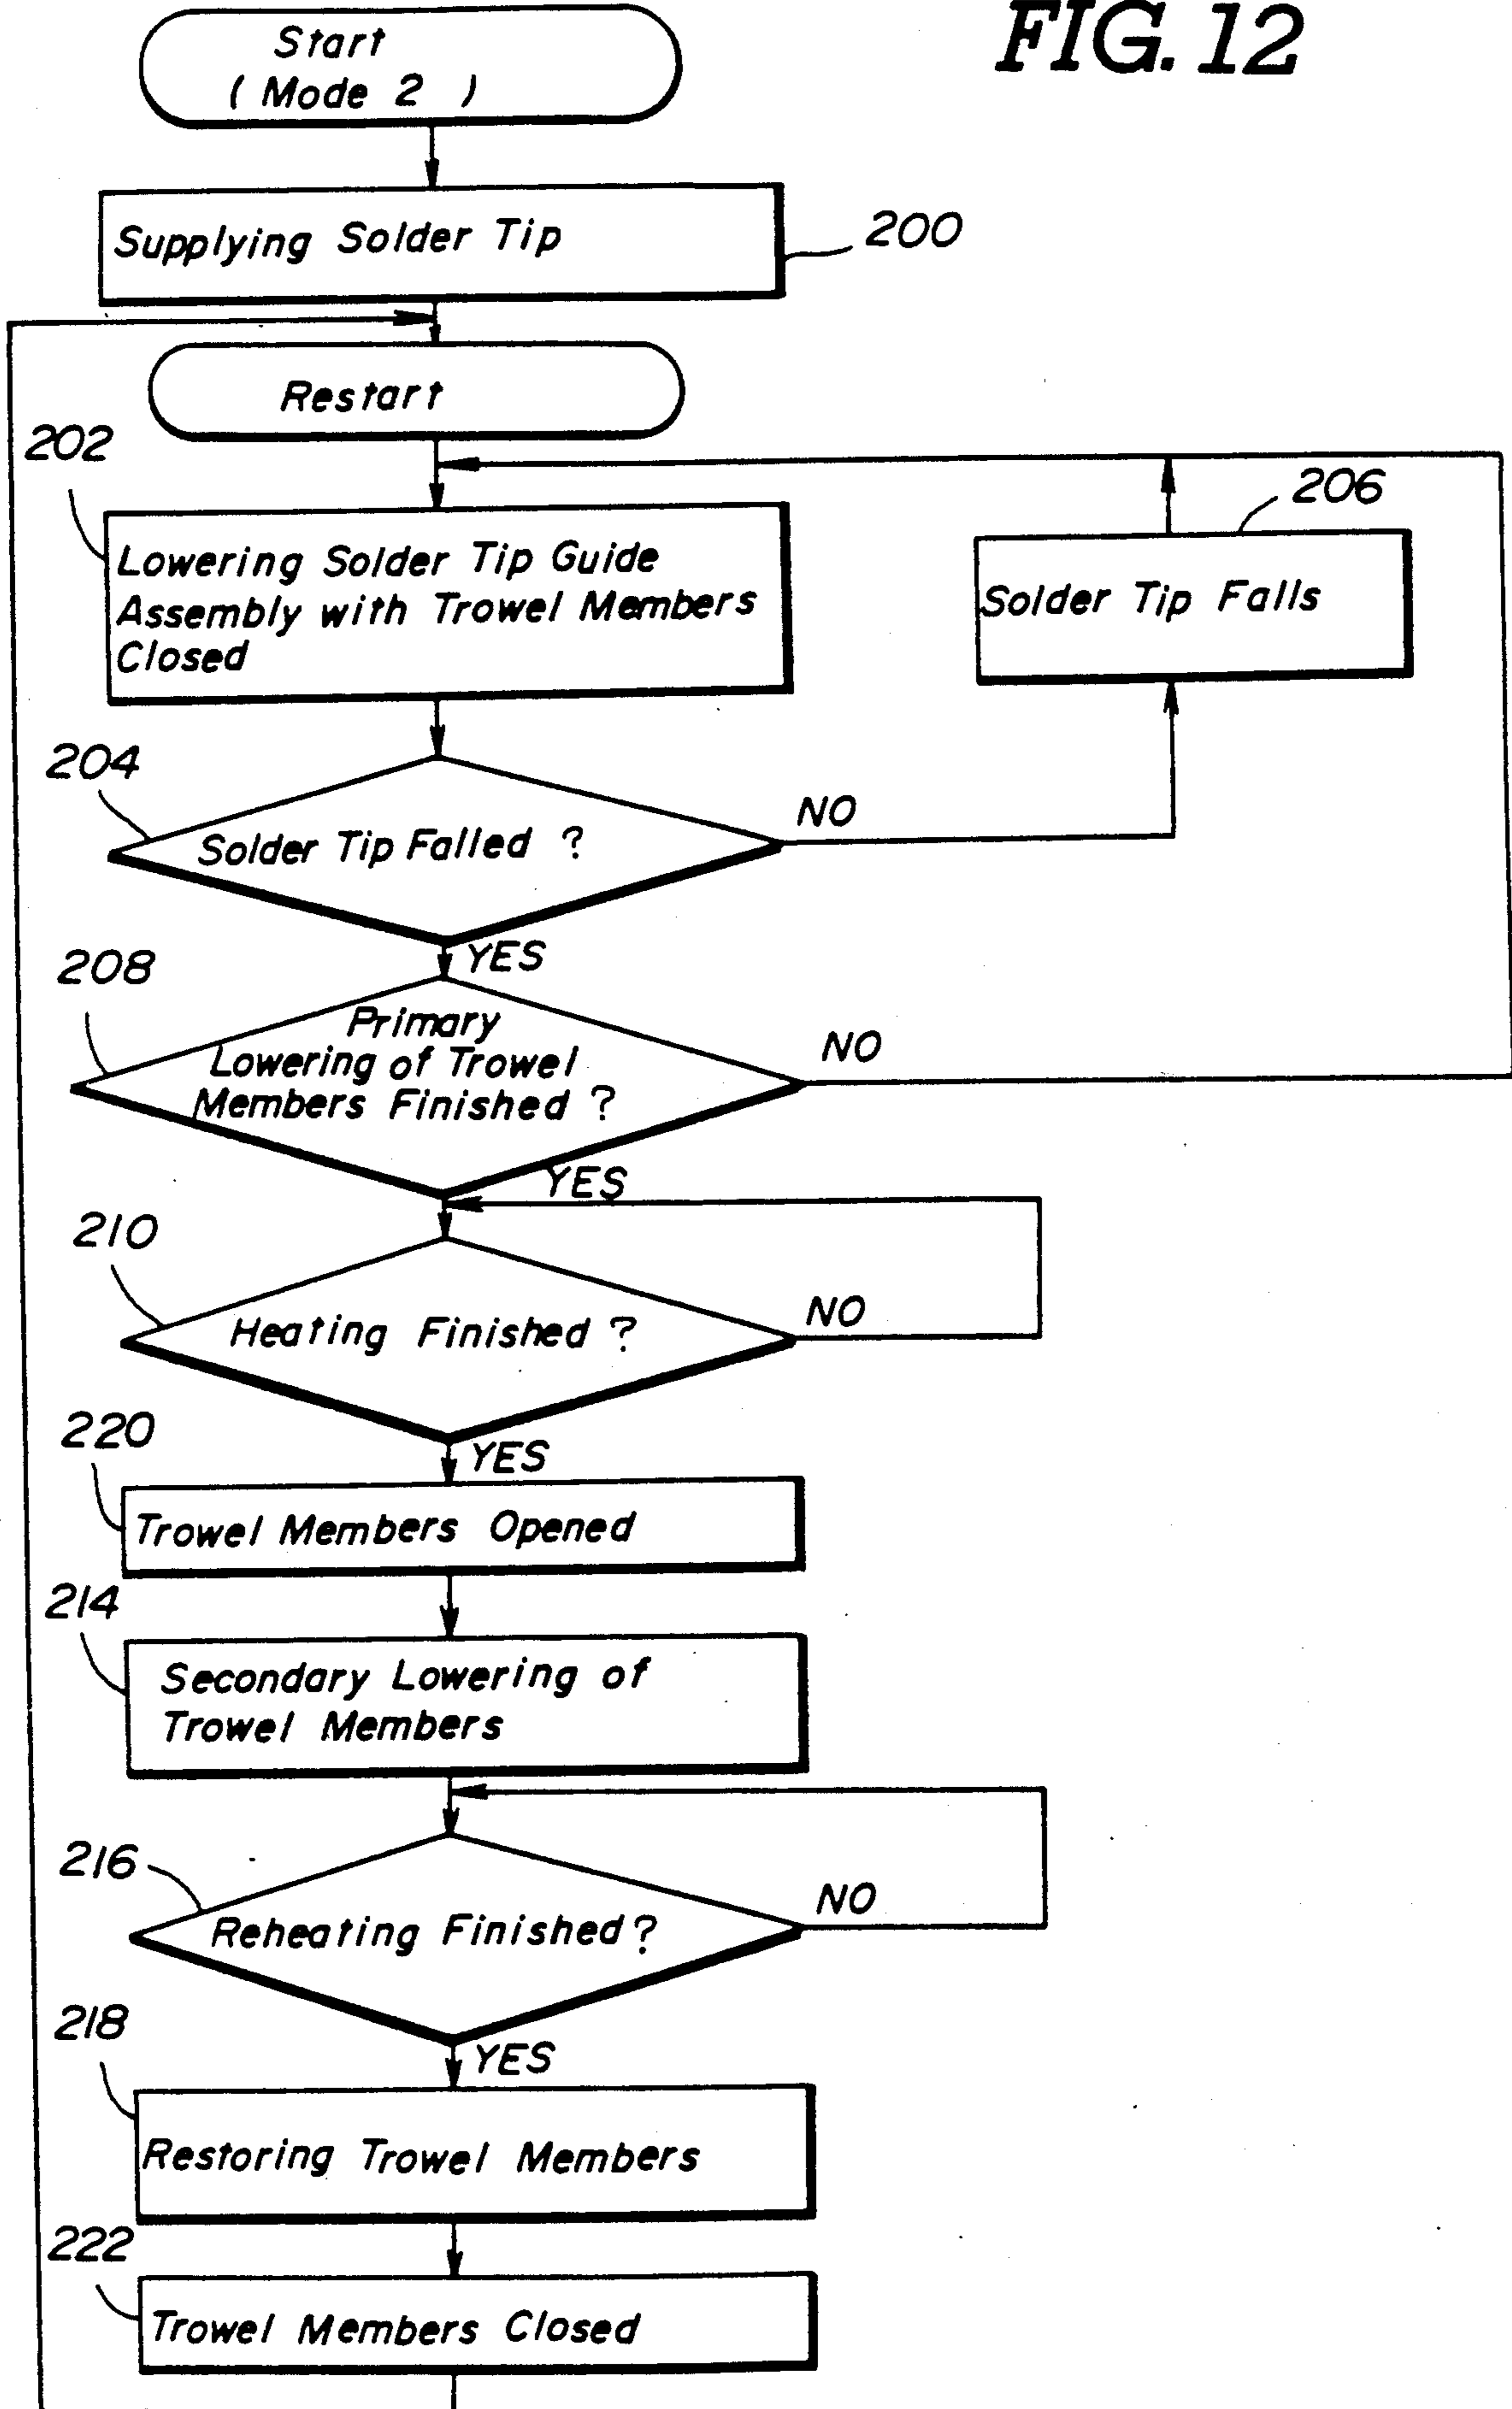 FIG. 12
Start
( Mode 2 )
Supplying Solder Tip
200
Restart
202
Lowering Solder Tip Guide
Assembly with Trowel Members
Closed
206
Solder Tip Falls
204
Solder Tip Falled ?
NO
YES
208
Primary
Lowering of Trowel
Members Finished ?
NO
YES
210
Heating Finished ?
NO
YES
220
Trowel Members Opened
214
Secondary Lowering of
Trowel Members
216
Reheating Finished ?
NO
YES
218
Restoring Trowel Members
222
Trowel Members Closed